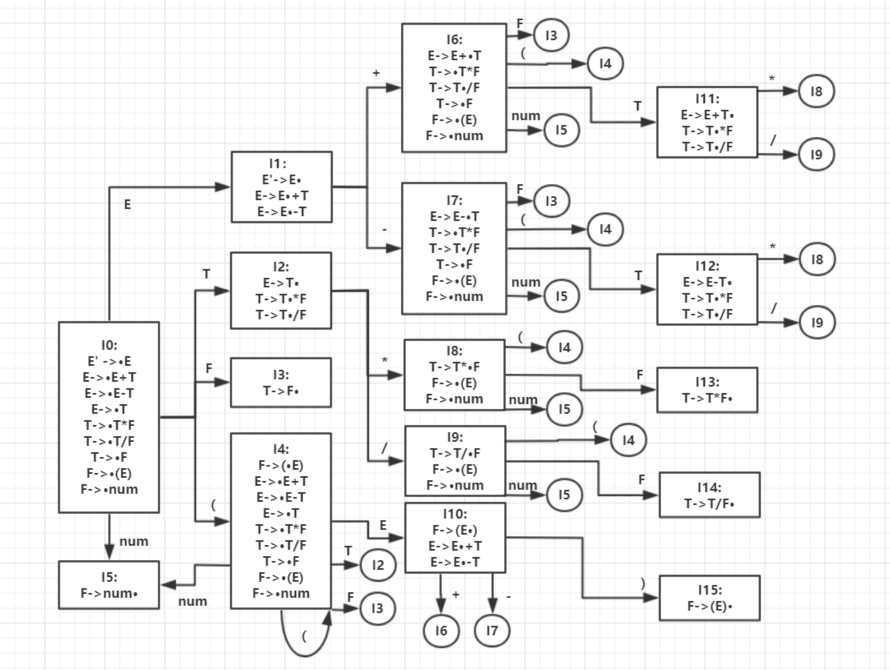 I0:
E' ->•E
E->•E+T
E->•E-T
E->•T
T->•T*F
T->•T/F
T->•F
F->•(E)
F->•num
E
T
F
(
num
I5:
F->num•
I1:
E'->E•
E->E•+T
E->E•-T
I2:
E->T•
T->T•*F
T->T•/F
I3:
T->F•
I4:
F->(•E)
E->•E+T
E->•E-T
E->•T
T->•T*F
T->•T/F
T->•F
F->•(E)
F->•num
num
(
E
T
I2
F
I3
+
-
*
/
I6:
E->E+•T
T->•T*F
T->T•/F
T->•F
F->•(E)
F->•num
F
I3
(
I4
T
num
I5
I7:
E->E-•T
T->•T*F
T->T•/F
T->•F
F->•(E)
F->•num
F
I3
(
I4
T
num
I5
I8:
T->T*•F
F->•(E)
F->•num
(
I4
F
num
I5
I9:
T->T/•F
F->•(E)
F->•num
(
I4
F
num
I5
I10:
F->(E•)
E->E•+T
E->E•-T
)
+
I6
-
I7
I11:
E->E+T•
T->T•*F
T->T•/F
*
I8
/
I9
I12:
E->E-T•
T->T•*F
T->T•/F
*
I8
/
I9
I13:
T->T*F•
I14:
T->T/F•
I15:
F->(E)•